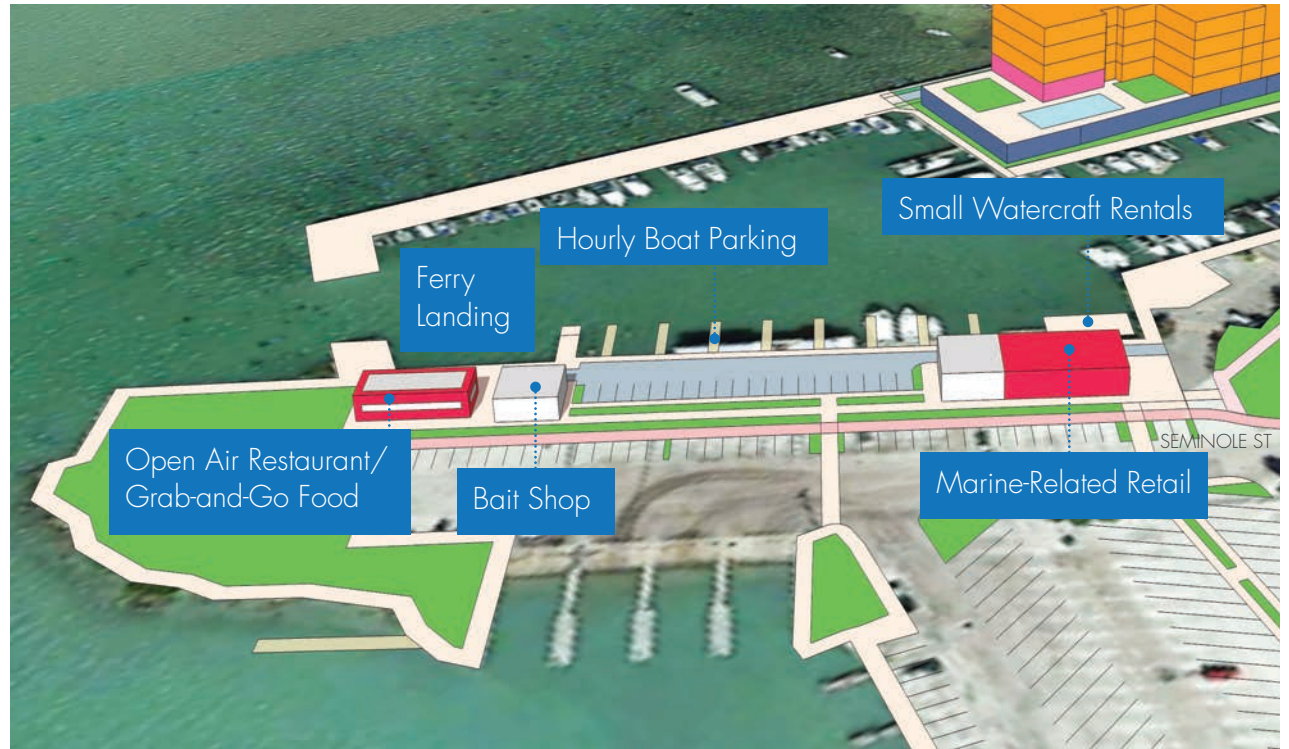 Small Watercraft Rentals
Hourly Boat Parking
Ferry
Landing
SEMINOLE ST
Open Air Restaurant/
Grab-and-Go Food
Bait Shop
Marine-Related Retail